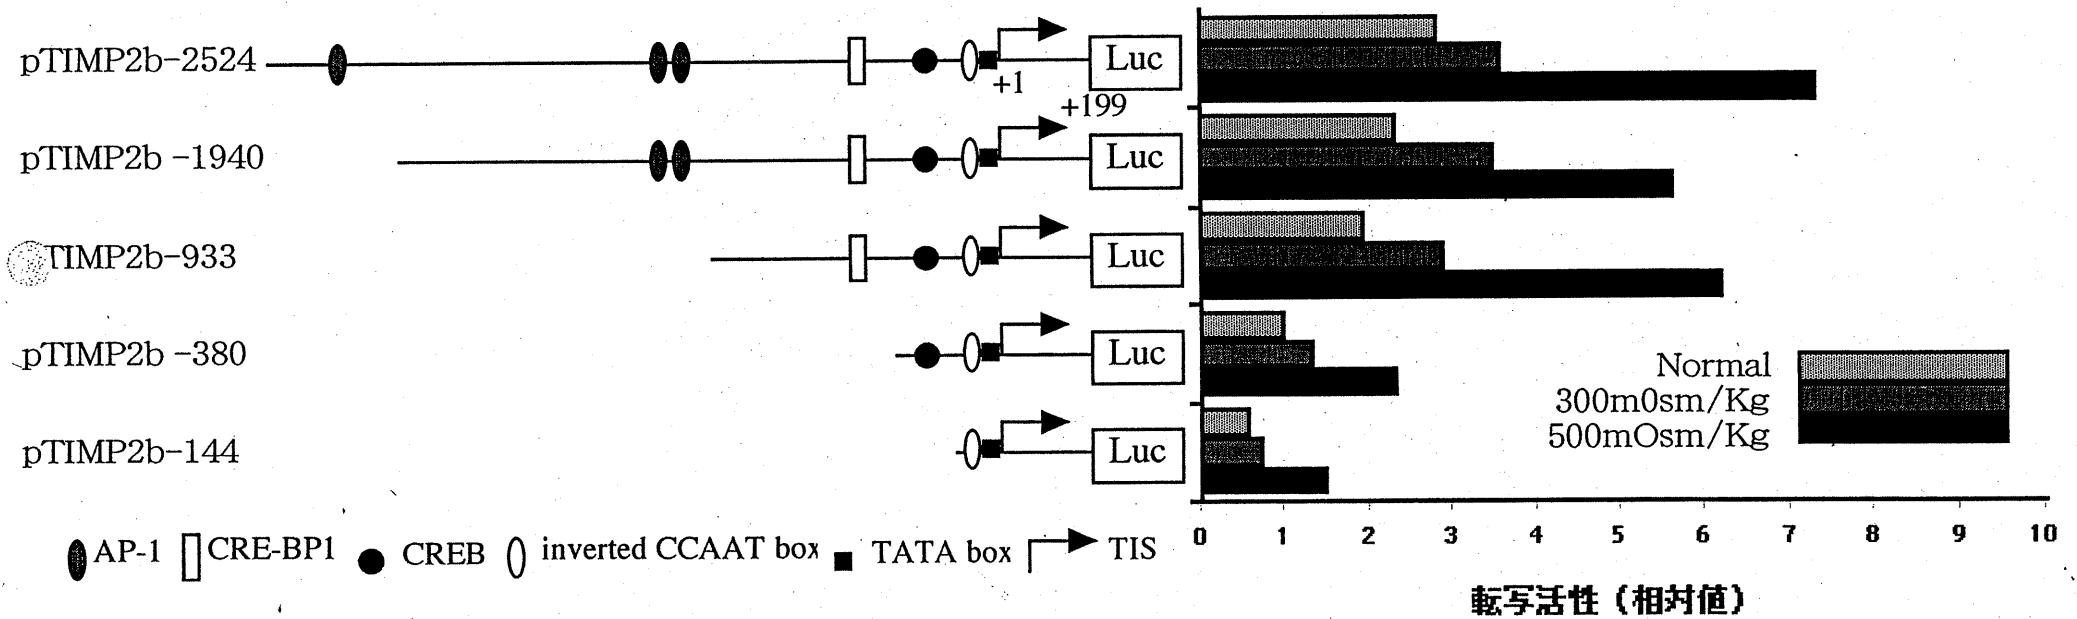 pTIMP2b-2524
Luc
+1
+199
pTIMP2b -1940
Luc
TIMP2b-933
Luc
pTIMP2b -380
Luc
pTIMP2b-144
Luc
Normal
300m0sm/Kg
500mOsm/Kg
AP-1 CRE-BP1 CREB inverted CCAAT box TATA box TIS
0 1 2 3 4 5 6 7 8 9 10
転写活性（相対値）